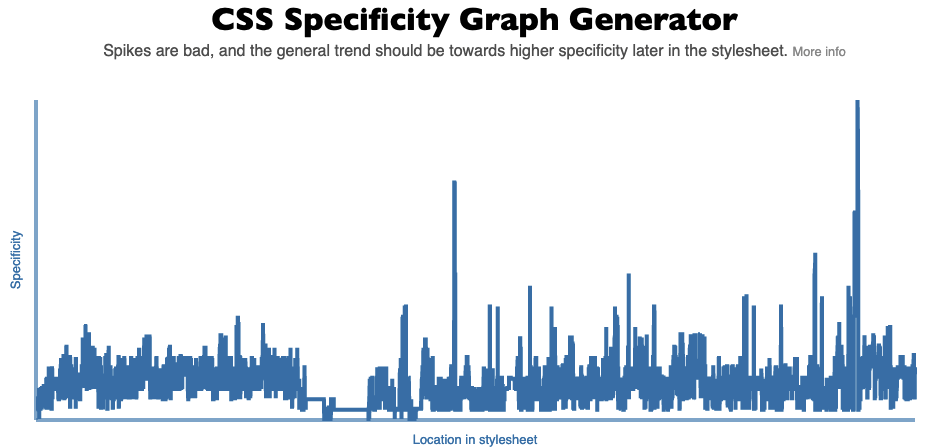 CSS Specificity Graph Generator
Spikes are bad, and the general trend should be towards higher specificity later in the stylesheet. More info
Specificity
Location in stylesheet